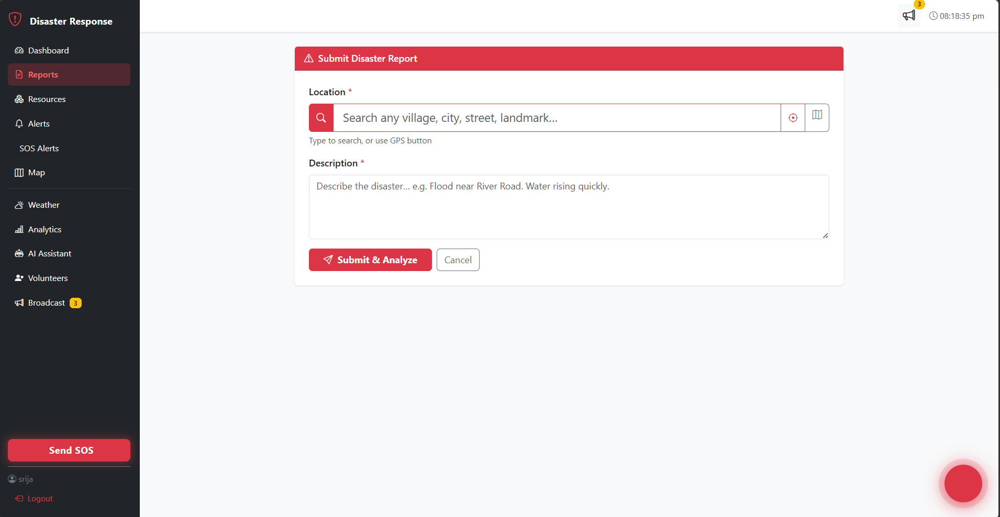 Disaster Response
Dashboard
Reports
Resources
Alerts
SOS Alerts
Map
Weather
Analytics
AI Assistant
Volunteers
Broadcast 3
Send SOS
srija
Logout
3
08:18:35 pm
Submit Disaster Report
Location *
Search any village, city, street, landmark...
Type to search, or use GPS button
Description *
Describe the disaster... e.g. Flood near River Road. Water rising quickly.
Submit & Analyze
Cancel